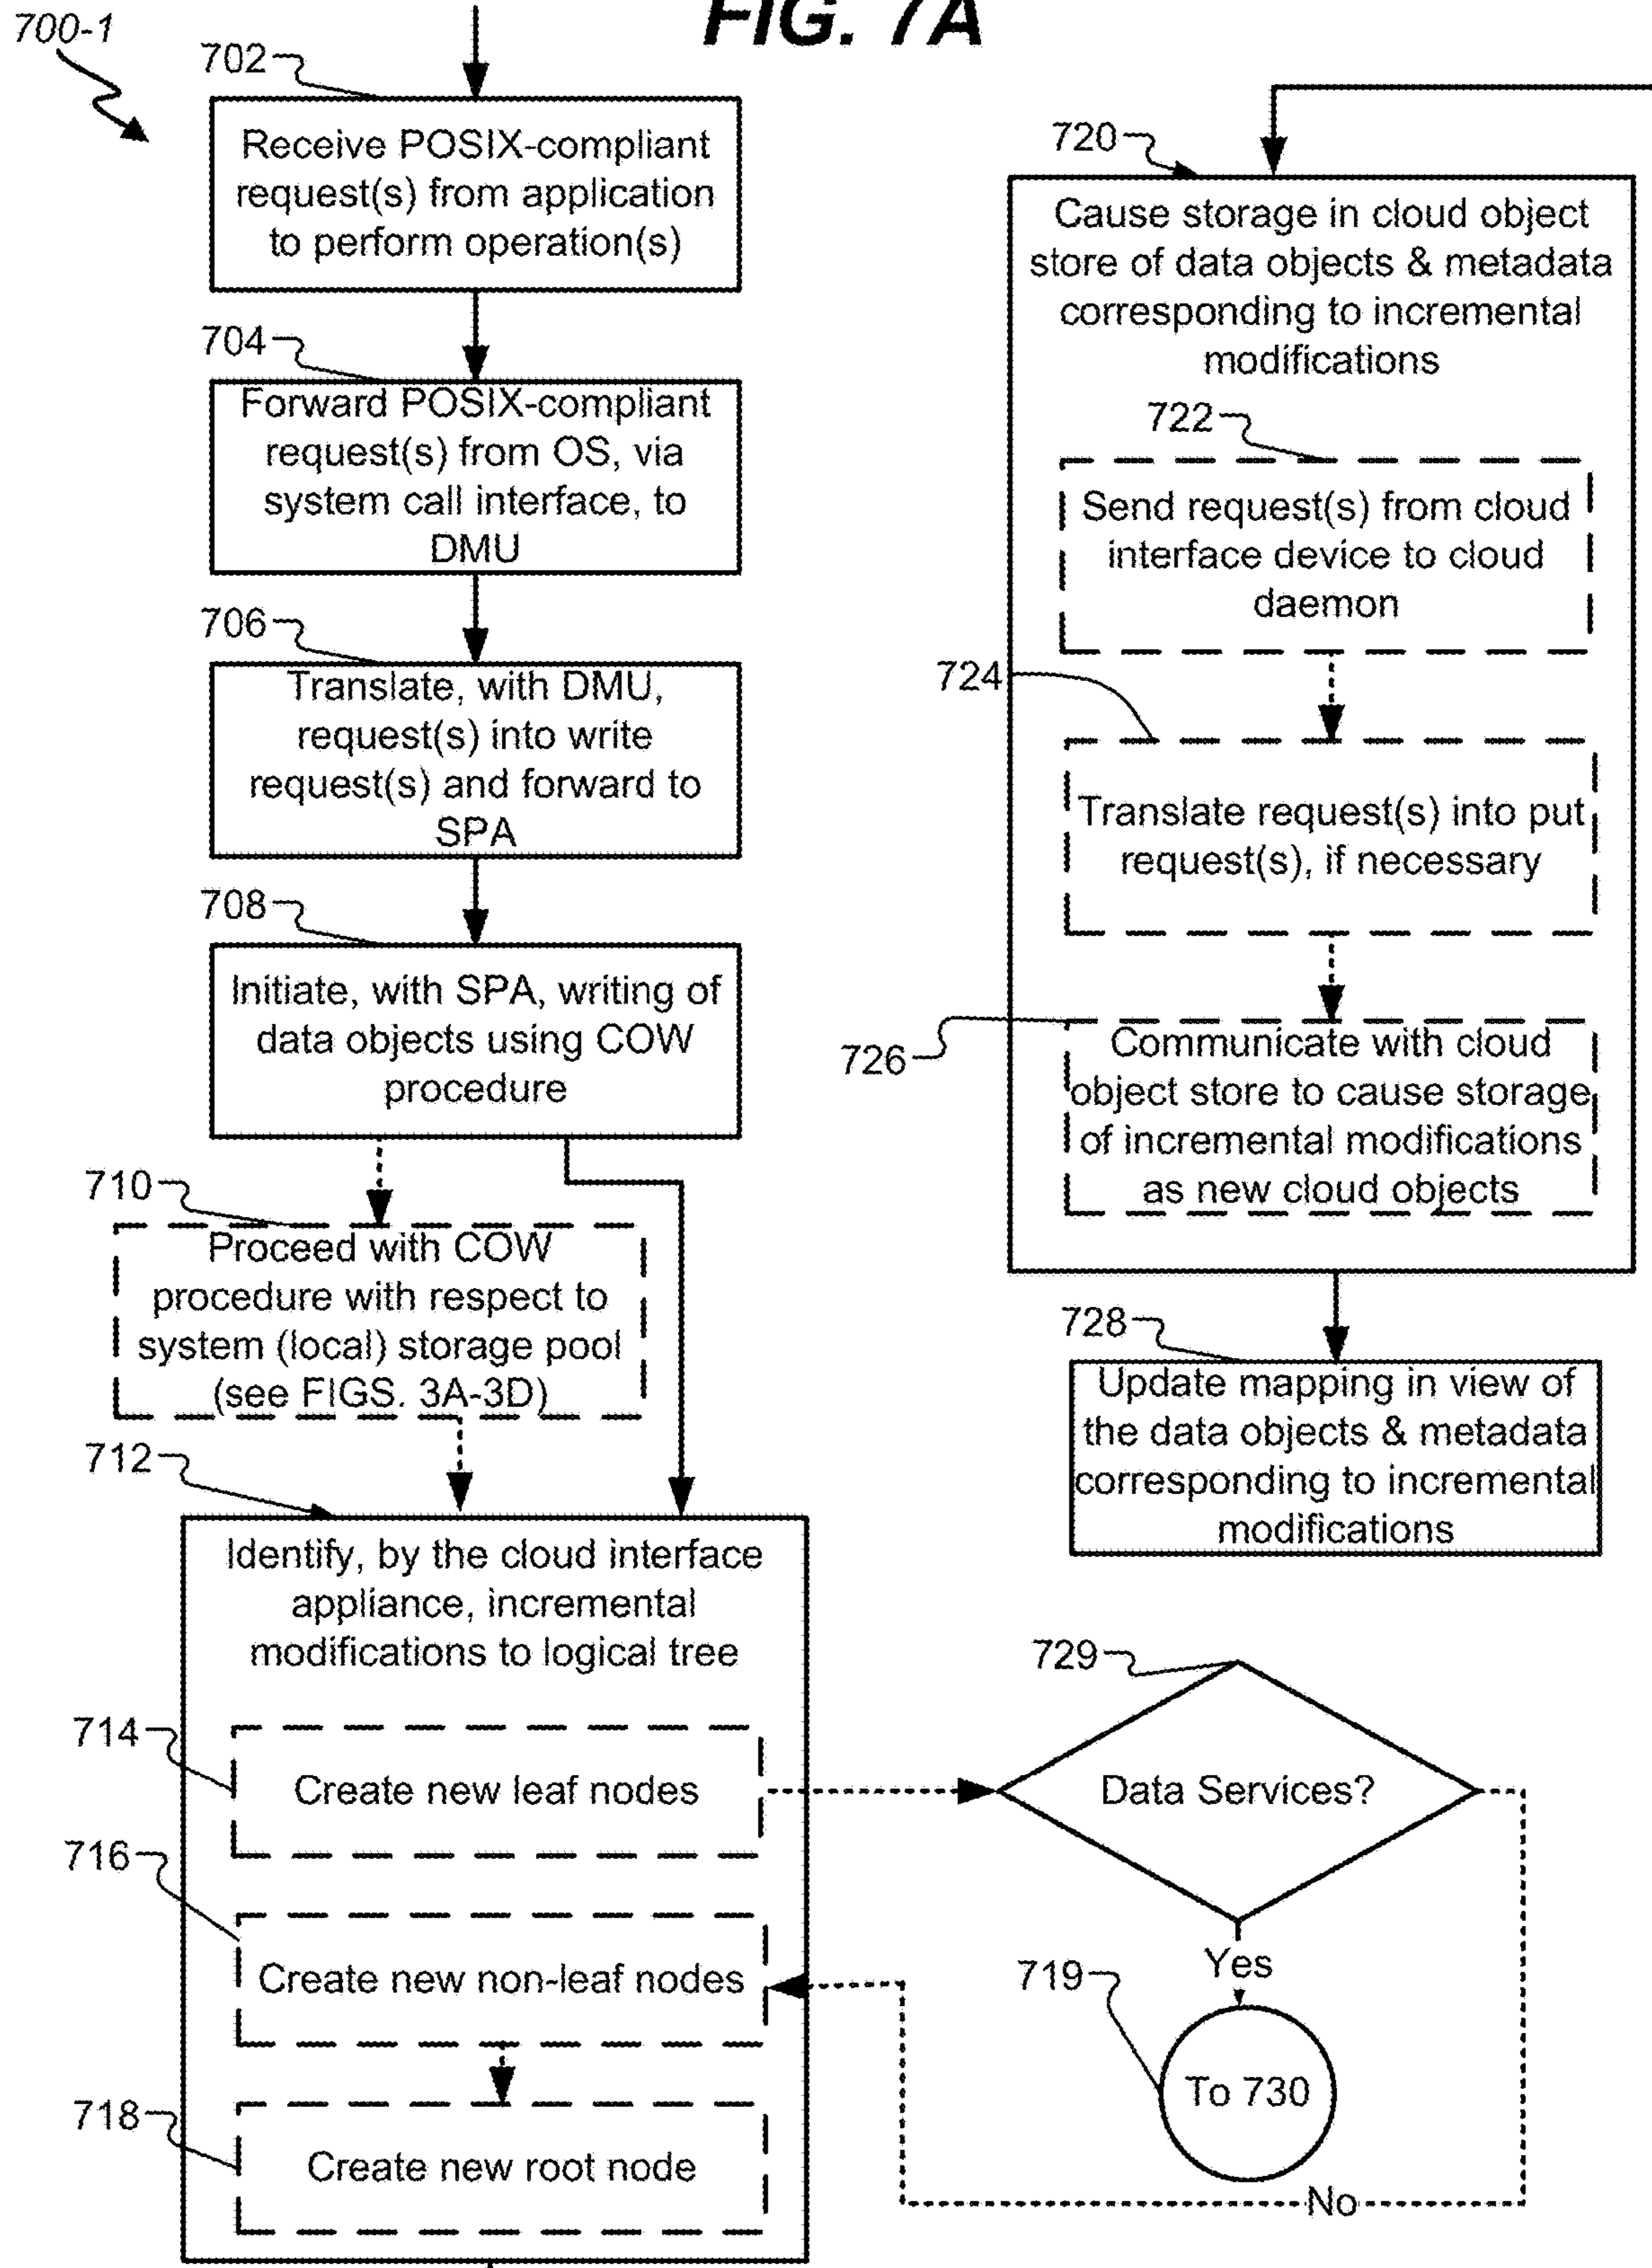 FIG. 7A
700-1
702
Receive POSIX-compliant
request(s) from application
to perform operation(s)
704
Forward POSIX-compliant
request(s) from OS, via
system call interface, to
DMU
706
Translate, with DMU,
request(s) into write
request(s) and forward to
SPA
708
Initiate, with SPA, writing of
data objects using COW
procedure
710
Proceed with COW
procedure with respect to
system (local) storage pool
(see FIGS. 3A-3D)
712
Identify, by the cloud interface
appliance, incremental
modifications to logical tree
714
Create new leaf nodes
716
Create new non-leaf nodes
718
Create new root node
720
Cause storage in cloud object
store of data objects & metadata
corresponding to incremental
modifications
722
Send request(s) from cloud
interface device to cloud
daemon
724
Translate request(s) into put
request(s), if necessary
726
Communicate with cloud
object store to cause storage
of incremental modifications
as new cloud objects
728
Update mapping in view of
the data objects & metadata
corresponding to incremental
modifications
729
Data Services?
Yes
719
To 730
No